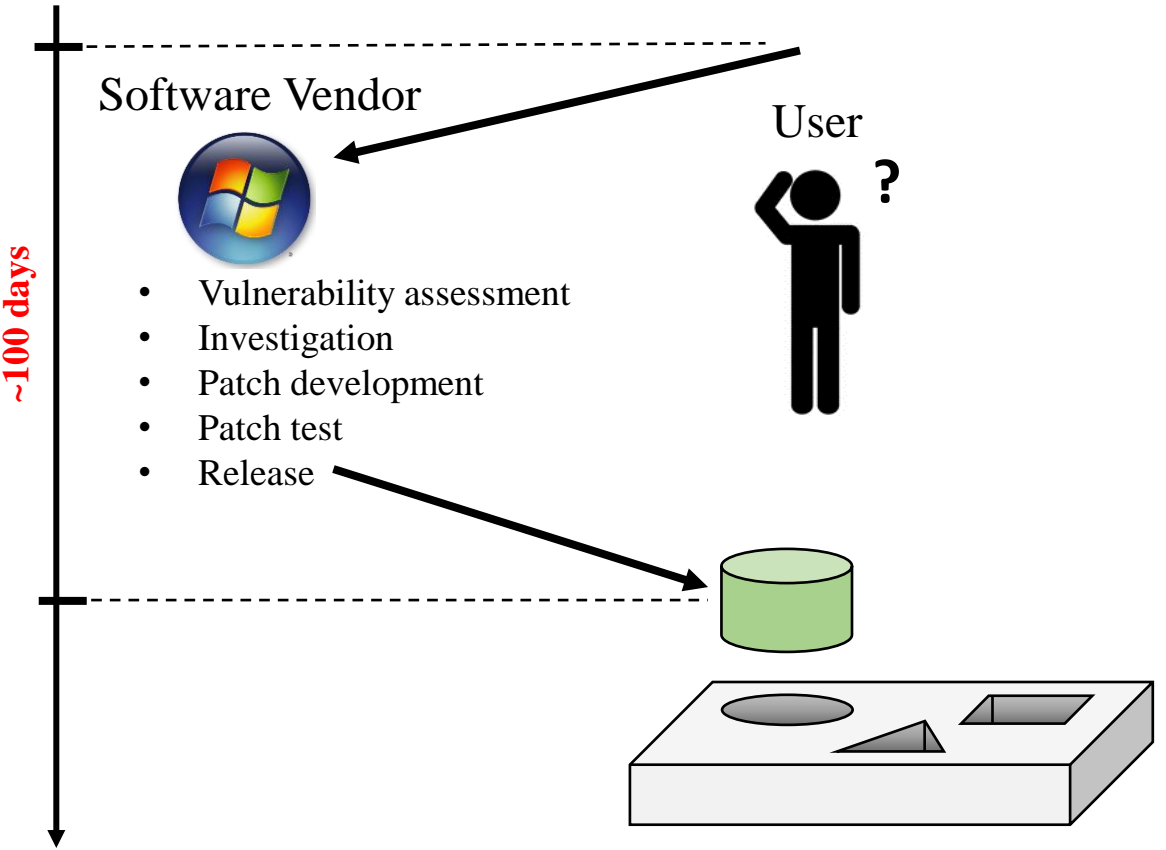 Software Vendor
User
?
~100 days
• Vulnerability assessment
• Investigation
• Patch development
• Patch test
• Release